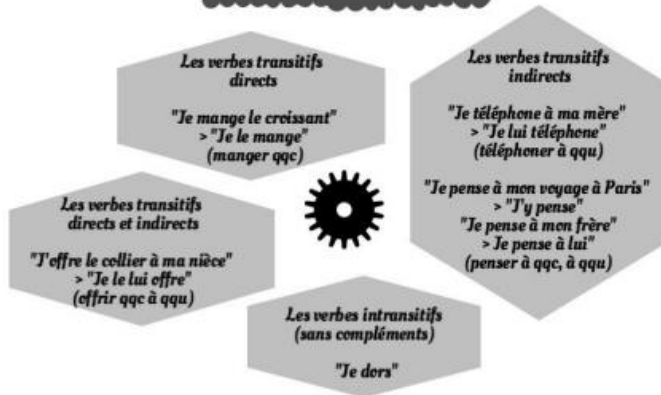 Les verbes transitifs
directs
"Je mange le croissant"
> "Je le mange"
(manger qqc)
Les verbes transitifs
indirects
"Je téléphone à ma mère"
> "Je lui téléphone"
(téléphoner à qqu)
"Je pense à mon voyage à Paris"
> "J'y pense"
"Je pense à mon frère"
> Je pense à lui"
(penser à qqc, à qqu)
Les verbes transitifs
directs et indirects
"J'offre le collier à ma nièce"
> "Je le lui offre"
(offrir qqc à qqu)
Les verbes intransitifs
(sans compléments)
"Je dors"